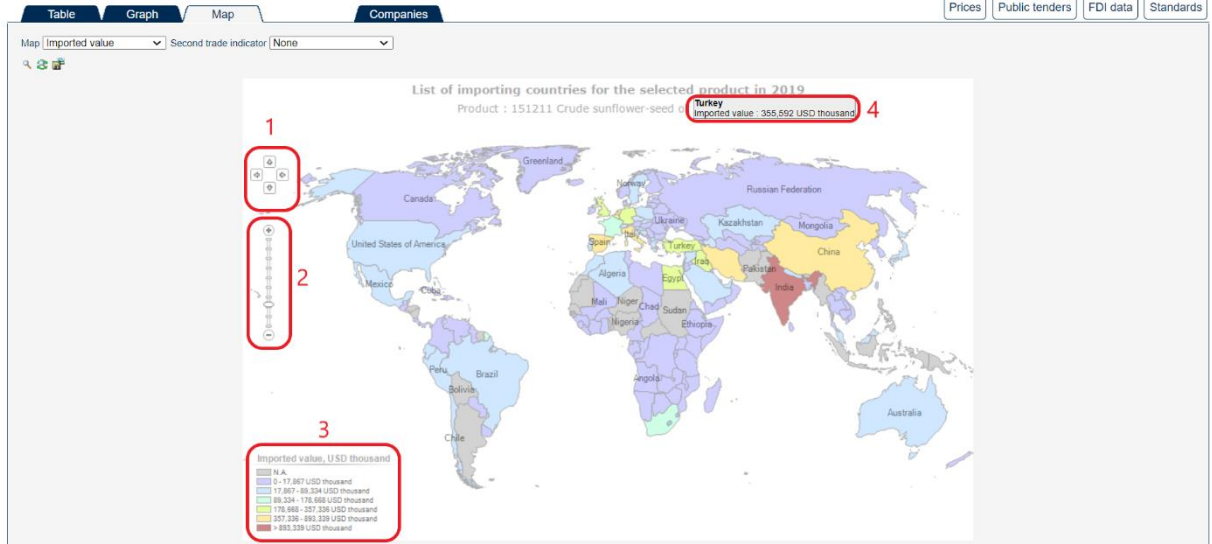 Table Graph Map Companies Prices Public tenders FDI data Standards
Map Imported value Second trade indicator None
List of importing countries for the selected product in 2019
Product : 151211 Crude sunflower-seed o
Turkey
Imported value : 355,592 USD thousand
4
1
2
Greenland
Norway
Canada
Russian Federation
Ukraine
Kazakhstan
Mongolia
United States of America
Spain
Italy
Turkey
China
Iraq
Pakistan
Algeria
Egypt
India
Mexico
Cuba
Mali
Niger
Chad
Sudan
Nigeria
Ethiopia
Peru
Brazil
Angola
Bolivia
Australia
Chile
3
Imported value, USD thousand
N.A.
0 - 17,867 USD thousand
17,867 - 89,334 USD thousand
89,334 - 178,668 USD thousand
178,668 - 357,336 USD thousand
357,336 - 893,339 USD thousand
> 893,339 USD thousand